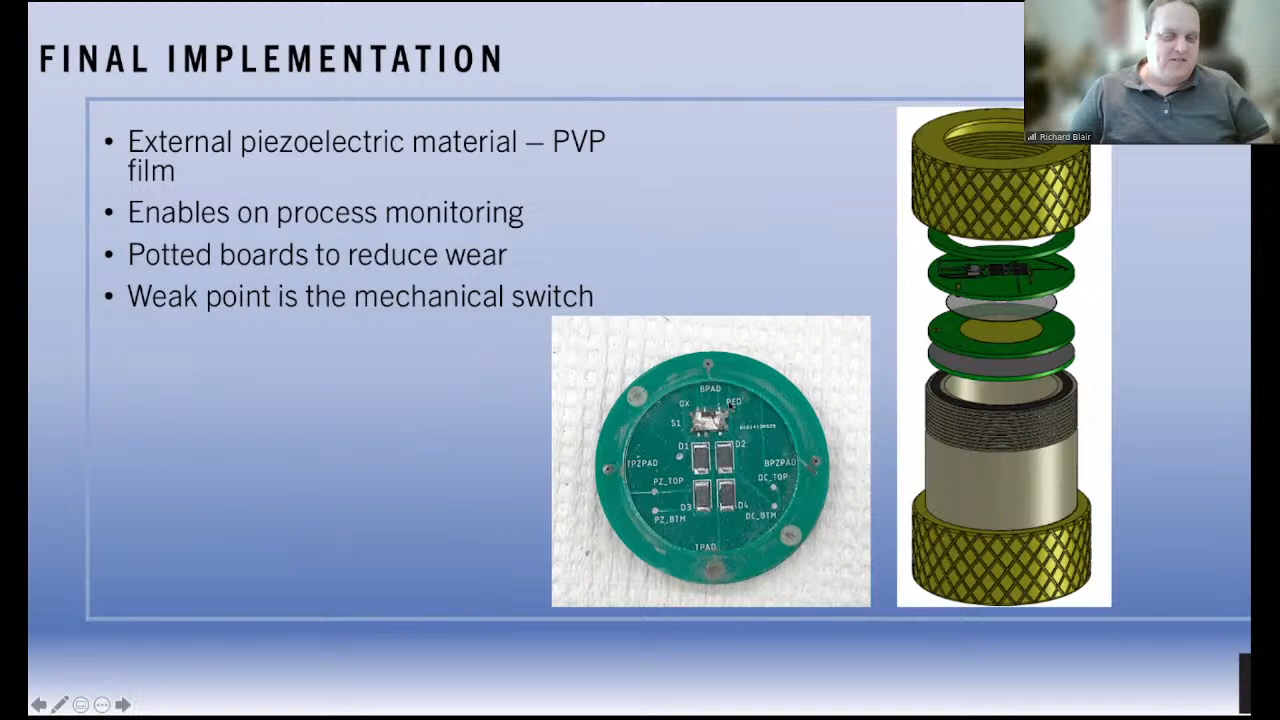 FINAL IMPLEMENTATION
Richard Blair
• External piezoelectric material – PVP
film
• Enables on process monitoring
• Potted boards to reduce wear
• Weak point is the mechanical switch
BPAD
OX
RED
S1
D1
D2
TPZPAD
BPZPAD
PZ_TOP
DC_TOP
D3
D4
PZ_BTM
DC_BTM
TPAD